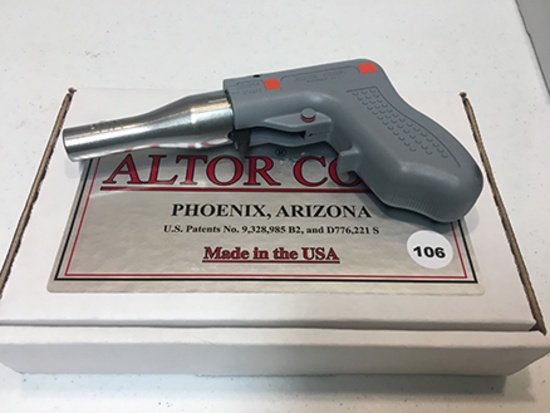 ALTOR CO
®
PHOENIX, ARIZONA
U.S. Patents No. 9,328,985 B2, and D776,221 S
Made in the USA
106